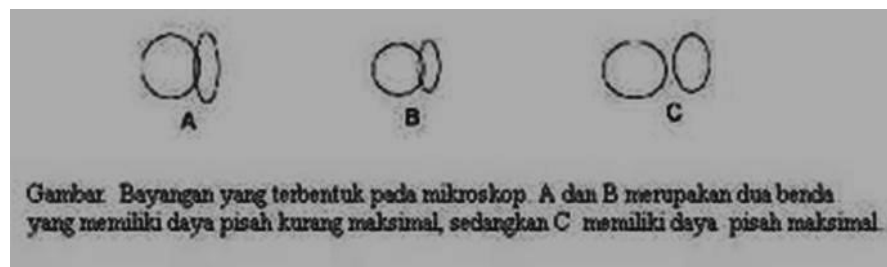 A B C
Gambar. Bayangan yang terbentuk pada mikroskop. A dan B merupakan dua benda
yang memiliki daya pisah kurang maksimal, sedangkan C memiliki daya pisah maksimal.